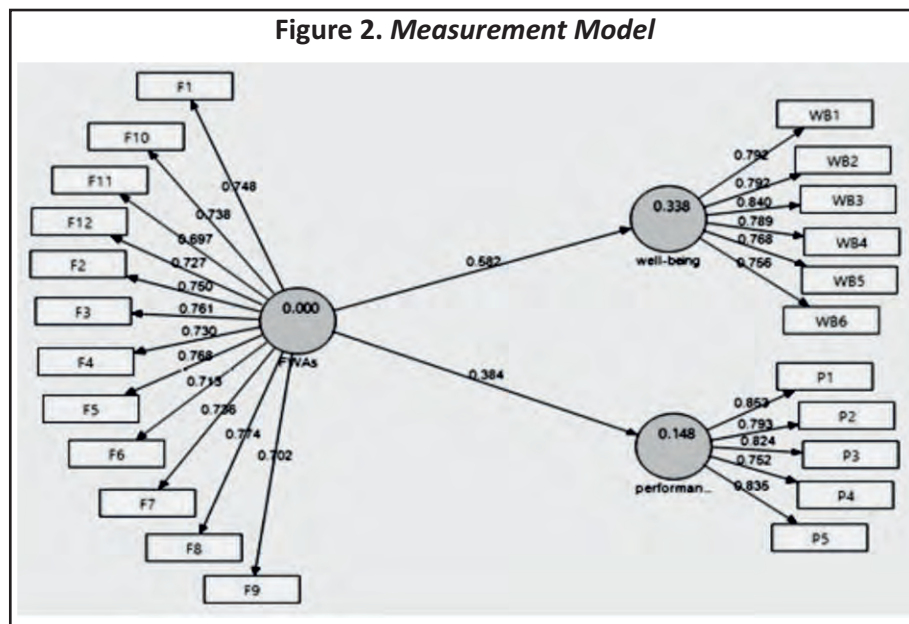 Figure 2. Measurement Model
F1
F10
F11
F12
F2
F3
F4
F5
F6
F7
F8
F9
0.748
0.738
0.697
0.727
0.750
0.761
0.730
0.768
0.713
0.736
0.774
0.702
0.000
FWAs
0.582
0.384
0.338
well-being
0.792
0.792
0.840
0.789
0.768
0.756
WB1
WB2
WB3
WB4
WB5
WB6
0.148
performan...
0.853
0.793
0.824
0.752
0.835
P1
P2
P3
P4
P5